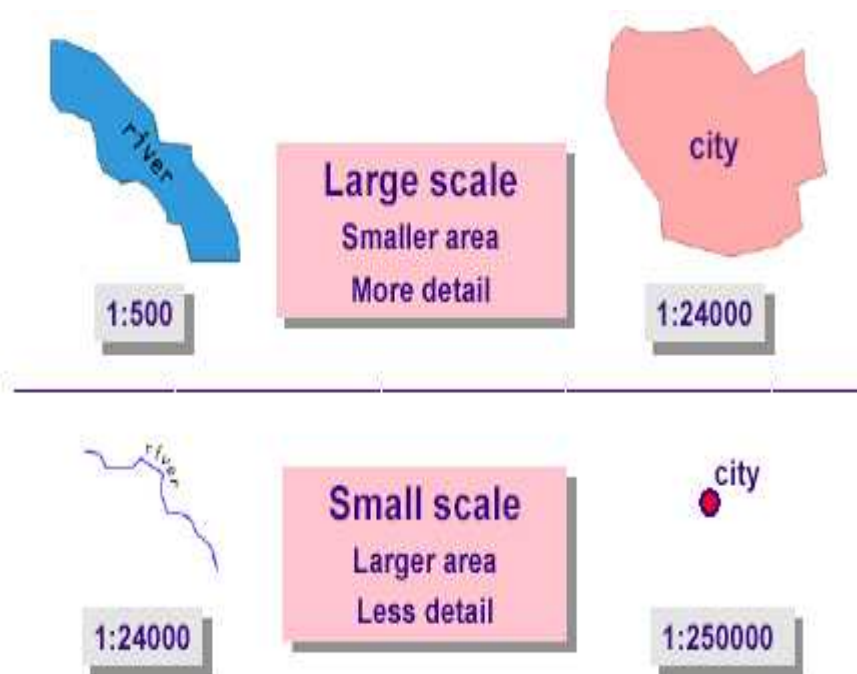 river
city
Large scale
Smaller area
More detail
1:500
1:24000
river
city
Small scale
Larger area
Less detail
1:24000
1:250000